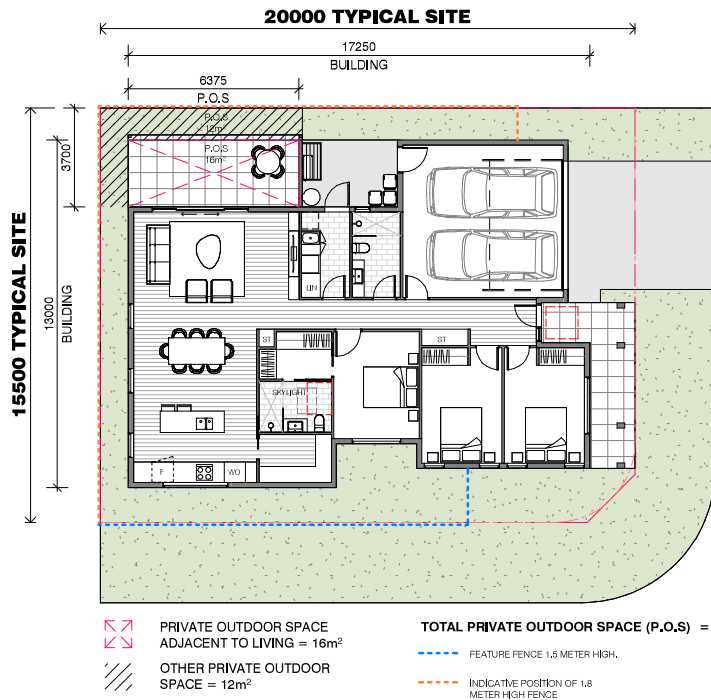 20000 TYPICAL SITE
17250
BUILDING
6375
P.O.S
P.O.S
12m²
P.O.S
16m²
3700
15500 TYPICAL SITE
13000
BUILDING
LIN
ST
ST
SKYLIGHT
F
WO
PRIVATE OUTDOOR SPACE
ADJACENT TO LIVING = 16m²
OTHER PRIVATE OUTDOOR
SPACE = 12m²
TOTAL PRIVATE OUTDOOR SPACE (P.O.S) =
FEATURE FENCE 1.5 METER HIGH.
INDICATIVE POSITION OF 1.8
METER HIGH FENCE